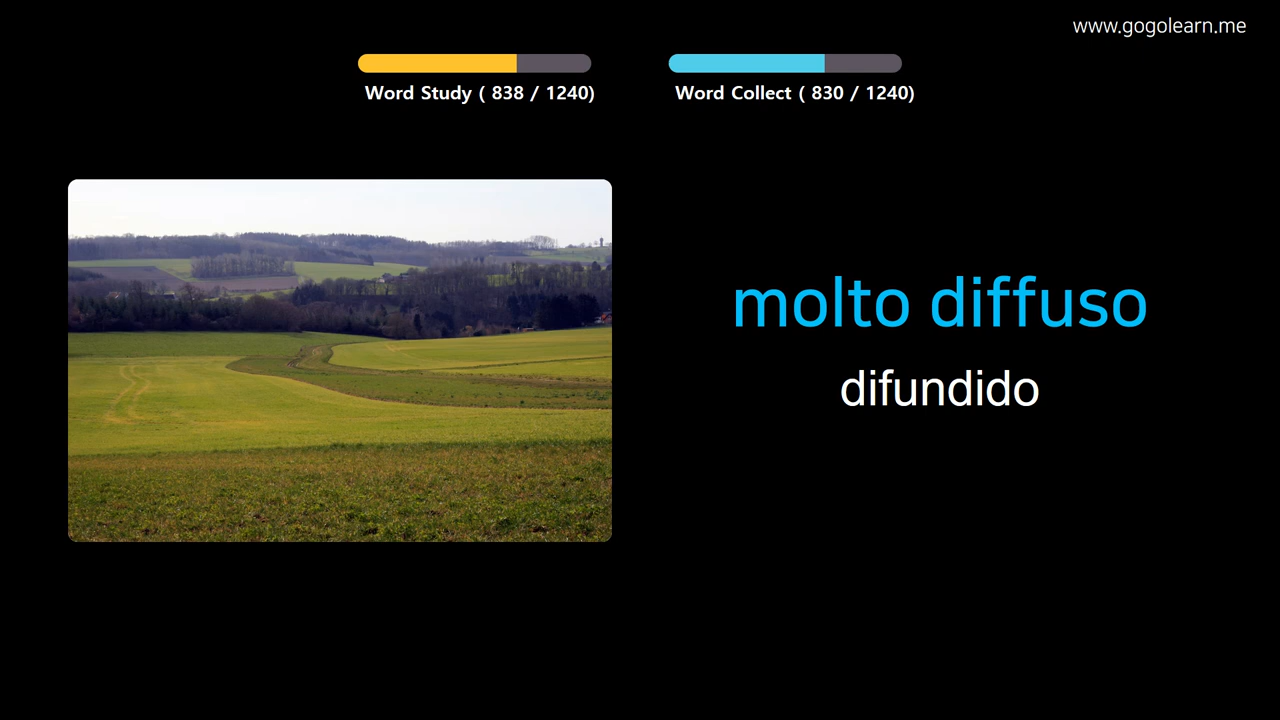 www.gogolearn.me
Word Study ( 838 / 1240)
Word Collect ( 830 / 1240)
molto diffuso
difundido